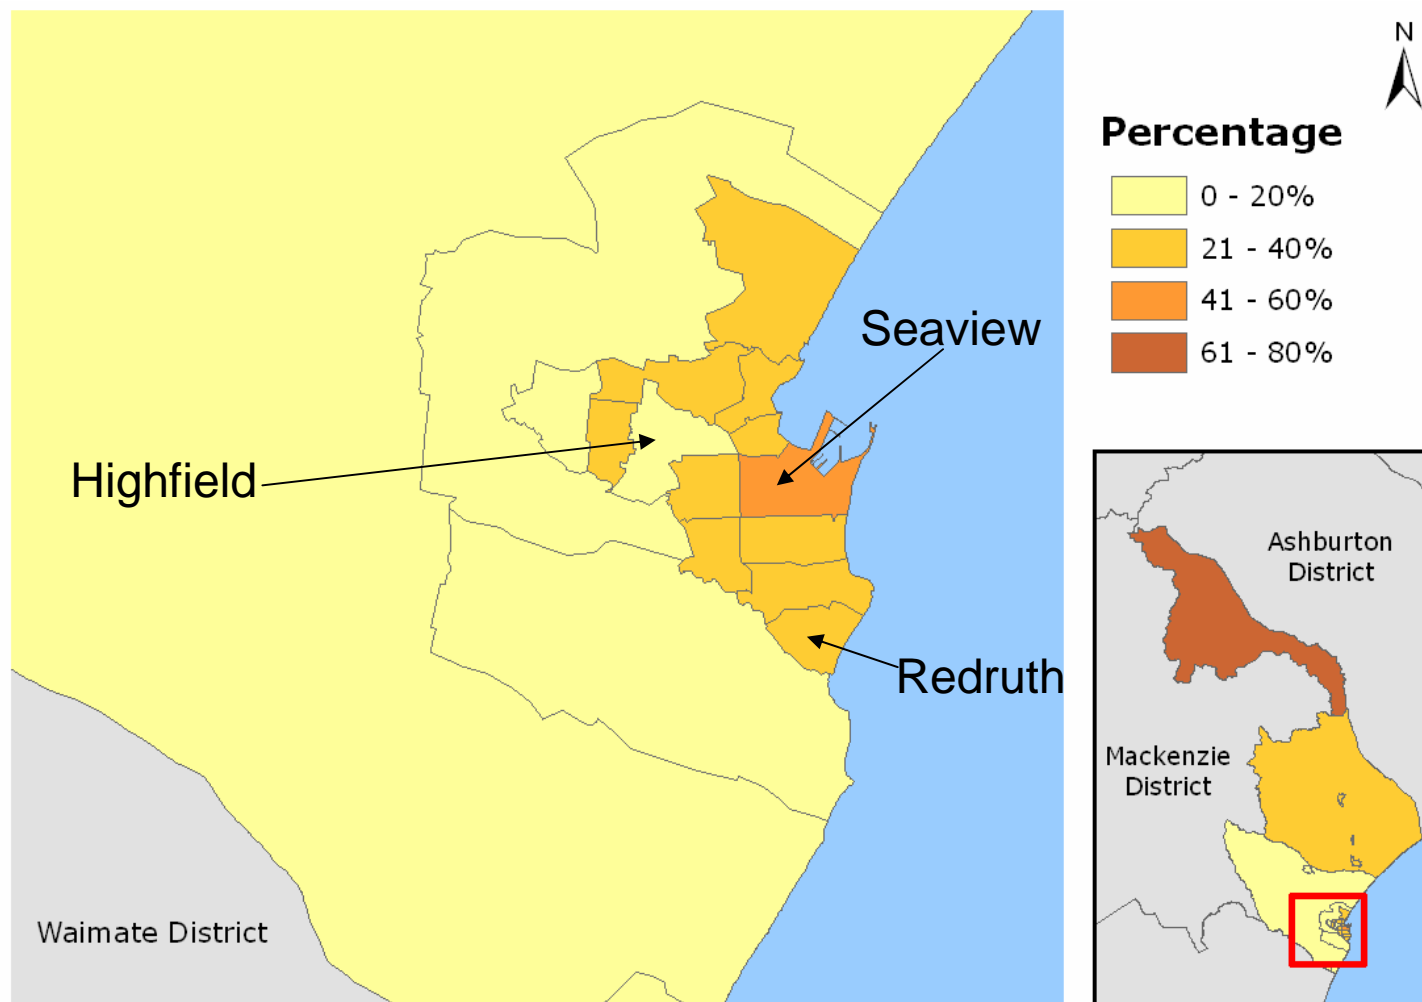 N
Percentage
0 - 20%
21 - 40%
41 - 60%
61 - 80%
Seaview
Highfield
Redruth
Waimate District
Ashburton
District
Mackenzie
District